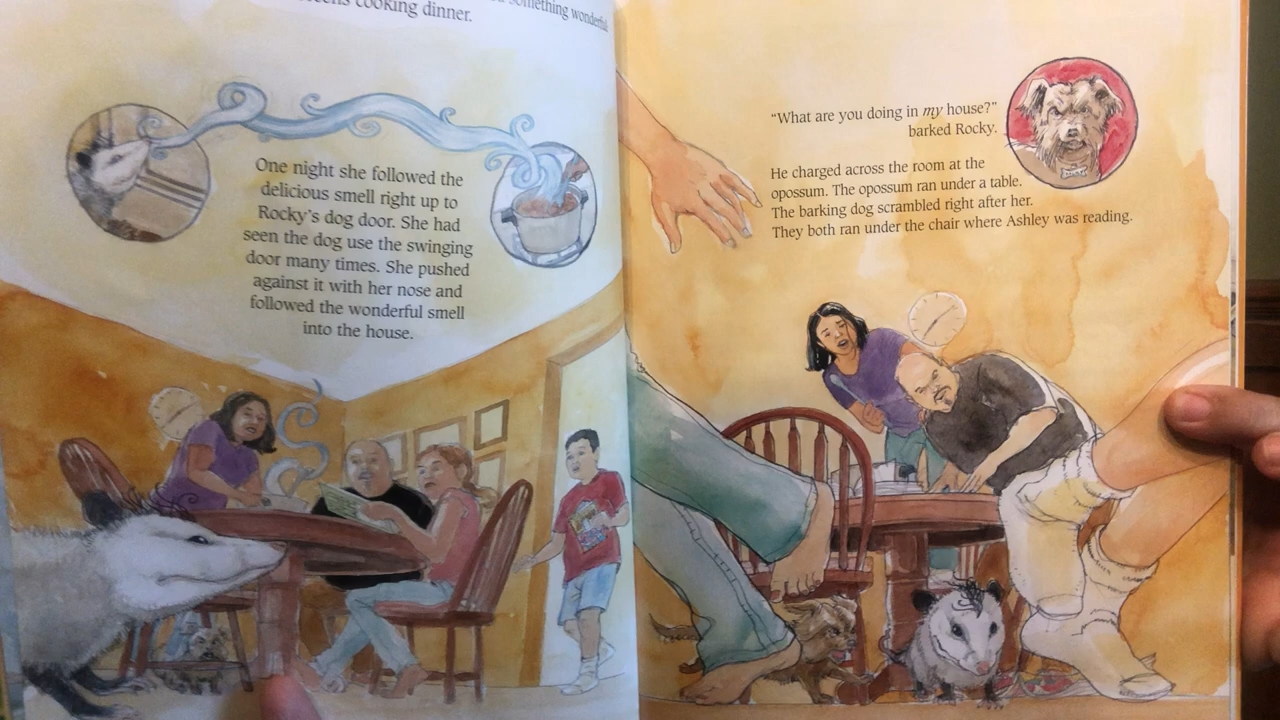 something wonderful
cooking dinner.
One night she followed the
delicious smell right up to
Rocky's dog door. She had
seen the dog use the swinging
door many times. She pushed
against it with her nose and
followed the wonderful smell
into the house.
“What are you doing in my house?”
barked Rocky.
He charged across the room at the
opossum. The opossum ran under a table.
The barking dog scrambled right after her.
They both ran under the chair where Ashley was reading.